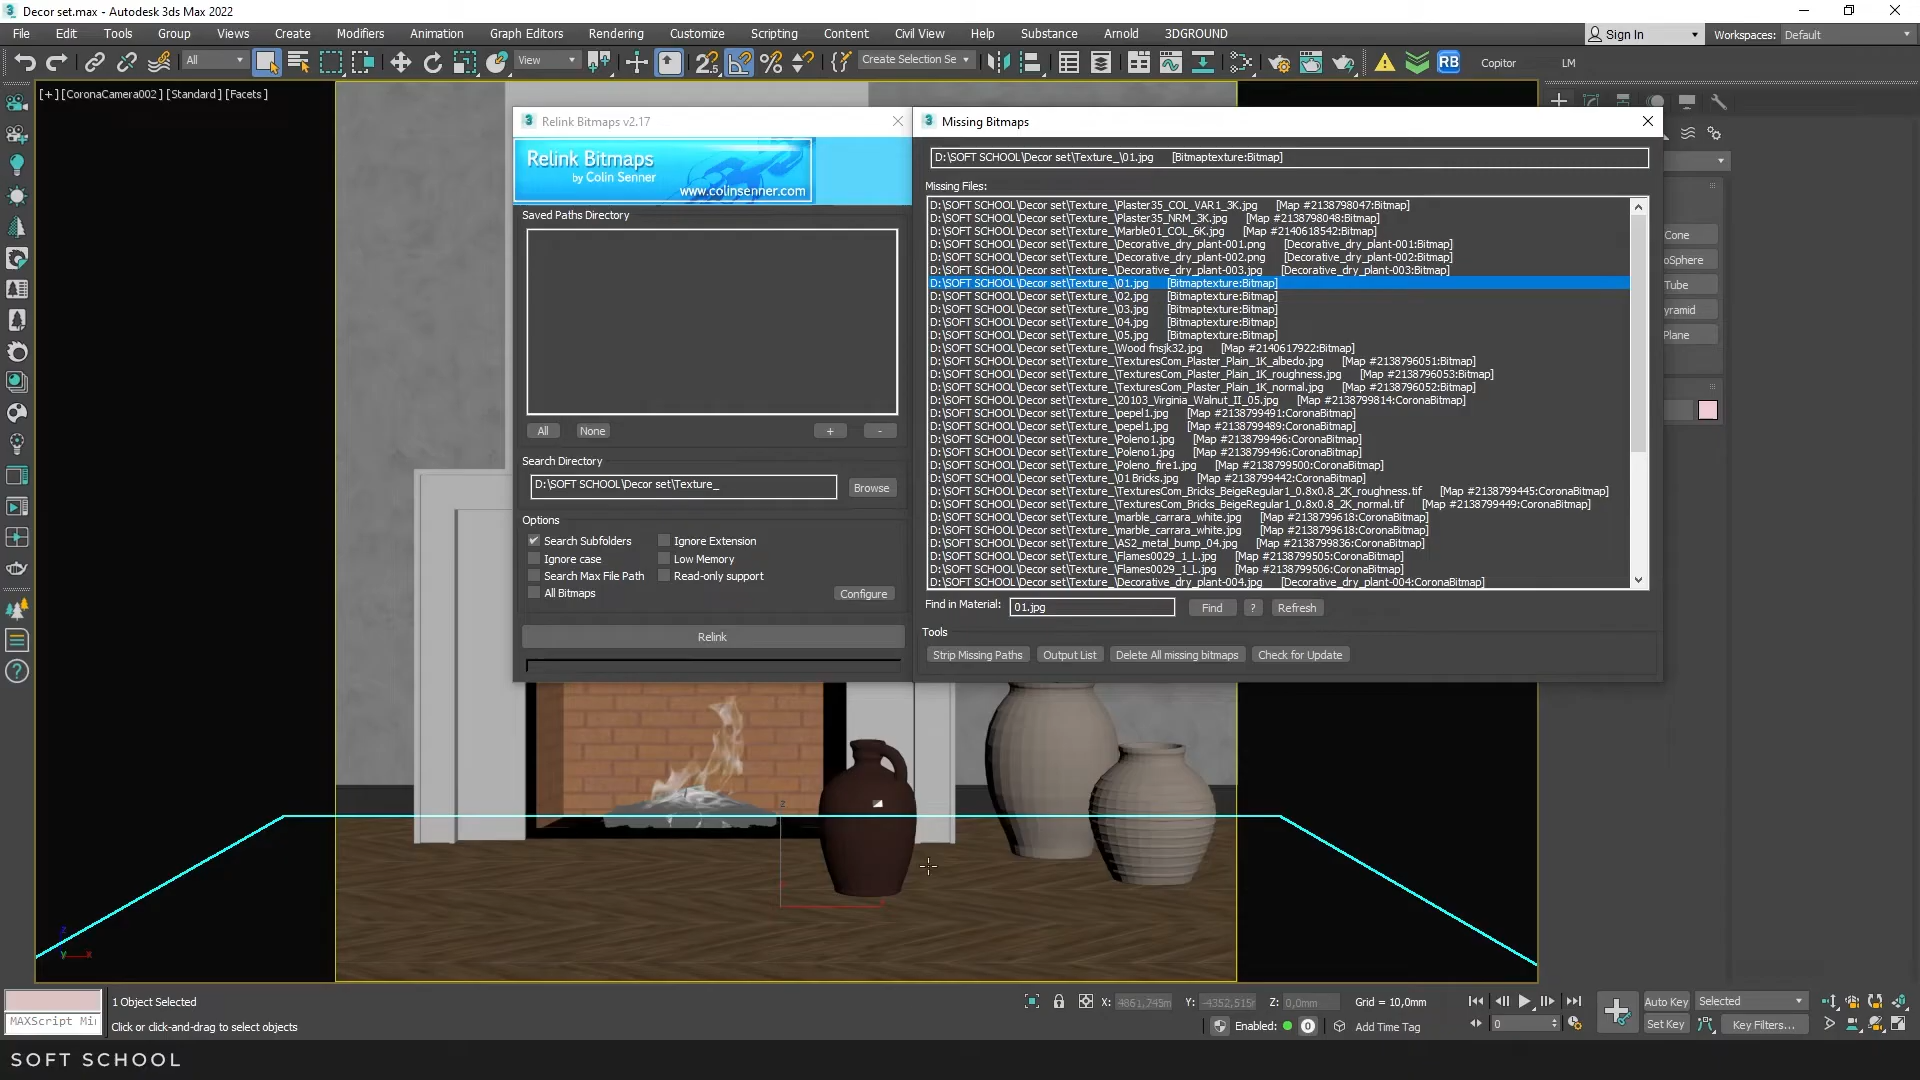 Decor set.max - Autodesk 3ds Max 2022
File Edit Tools Group Views Create Modifiers Animation Graph Editors Rendering Customize Scripting Content Civil View Help Substance Arnold 3DGROUND
Sign In Workspaces: Default
All View Create Selection Se RB Copitor LM
[+] [CoronaCamera002] [Standard] [Facets]
Relink Bitmaps v2.17
Relink Bitmaps
by Colin Senner
www.colinsenner.com
Saved Paths Directory
All None + -
Search Directory
D:\SOFT SCHOOL\Decor set\Texture_
Browse
Options
Search Subfolders Ignore Extension
Ignore case Low Memory
Search Max File Path Read-only support
All Bitmaps Configure
Relink
Missing Bitmaps
D:\SOFT SCHOOL\Decor set\Texture_\01.jpg [Bitmaptexture:Bitmap]
Missing Files:
D:\SOFT SCHOOL\Decor set\Texture_\Plaster35_COL_VAR1_3K.jpg [Map #2138798047:Bitmap]
D:\SOFT SCHOOL\Decor set\Texture_\Plaster35_NRM_3K.jpg [Map #2138798048:Bitmap]
D:\SOFT SCHOOL\Decor set\Texture_\Marble01_COL_6K.jpg [Map #2140618542:Bitmap]
D:\SOFT SCHOOL\Decor set\Texture_\Decorative_dry_plant-001.png [Decorative_dry_plant-001:Bitmap]
D:\SOFT SCHOOL\Decor set\Texture_\Decorative_dry_plant-002.png [Decorative_dry_plant-002:Bitmap]
D:\SOFT SCHOOL\Decor set\Texture_\Decorative_dry_plant-003.jpg [Decorative_dry_plant-003:Bitmap]
D:\SOFT SCHOOL\Decor set\Texture_\01.jpg [Bitmaptexture:Bitmap]
D:\SOFT SCHOOL\Decor set\Texture_\02.jpg [Bitmaptexture:Bitmap]
D:\SOFT SCHOOL\Decor set\Texture_\03.jpg [Bitmaptexture:Bitmap]
D:\SOFT SCHOOL\Decor set\Texture_\04.jpg [Bitmaptexture:Bitmap]
D:\SOFT SCHOOL\Decor set\Texture_\05.jpg [Bitmaptexture:Bitmap]
D:\SOFT SCHOOL\Decor set\Texture_\Wood fnsjk32.jpg [Map #2140617922:Bitmap]
D:\SOFT SCHOOL\Decor set\Texture_\TexturesCom_Plaster_Plain_1K_albedo.jpg [Map #2138796051:Bitmap]
D:\SOFT SCHOOL\Decor set\Texture_\TexturesCom_Plaster_Plain_1K_roughness.jpg [Map #2138796053:Bitmap]
D:\SOFT SCHOOL\Decor set\Texture_\TexturesCom_Plaster_Plain_1K_normal.jpg [Map #2138796052:Bitmap]
D:\SOFT SCHOOL\Decor set\Texture_\20103_Virginia_Walnut_II_05.jpg [Map #2138799814:CoronaBitmap]
D:\SOFT SCHOOL\Decor set\Texture_\pepel1.jpg [Map #2138799491:CoronaBitmap]
D:\SOFT SCHOOL\Decor set\Texture_\pepel1.jpg [Map #2138799489:CoronaBitmap]
D:\SOFT SCHOOL\Decor set\Texture_\Poleno1.jpg [Map #2138799496:CoronaBitmap]
D:\SOFT SCHOOL\Decor set\Texture_\Poleno1.jpg [Map #2138799496:CoronaBitmap]
D:\SOFT SCHOOL\Decor set\Texture_\Poleno_fire1.jpg [Map #2138799500:CoronaBitmap]
D:\SOFT SCHOOL\Decor set\Texture_\01 Bricks.jpg [Map #2138799442:CoronaBitmap]
D:\SOFT SCHOOL\Decor set\Texture_\TexturesCom_Bricks_BeigeRegular1_0.8x0.8_2K_roughness.tif [Map #2138799445:CoronaBitmap]
D:\SOFT SCHOOL\Decor set\Texture_\TexturesCom_Bricks_BeigeRegular1_0.8x0.8_2K_normal.tif [Map #2138799449:CoronaBitmap]
D:\SOFT SCHOOL\Decor set\Texture_\marble_carrara_white.jpg [Map #2138799618:CoronaBitmap]
D:\SOFT SCHOOL\Decor set\Texture_\marble_carrara_white.jpg [Map #2138799618:CoronaBitmap]
D:\SOFT SCHOOL\Decor set\Texture_\AS2_metal_bump_04.jpg [Map #2138799836:CoronaBitmap]
D:\SOFT SCHOOL\Decor set\Texture_\Flames0029_1_L.jpg [Map #2138799505:CoronaBitmap]
D:\SOFT SCHOOL\Decor set\Texture_\Flames0029_1_L.jpg [Map #2138799506:CoronaBitmap]
D:\SOFT SCHOOL\Decor set\Texture_\Decorative_dry_plant-004.jpg [Decorative_dry_plant-004:CoronaBitmap]
Find in Material: 01.jpg Find ? Refresh
Tools
Strip Missing Paths Output List Delete All missing bitmaps Check for Update
Cone
oSphere
Tube
yramid
Plane
z
z
y x
1 Object Selected
MAXScript Mi
Click or click-and-drag to select objects
X: 4861,745m Y: -4352,515m Z: 0,0mm Grid = 10,0mm
Enabled: 0 Add Time Tag
0
Auto Key Selected
Set Key Key Filters...
SOFT SCHOOL